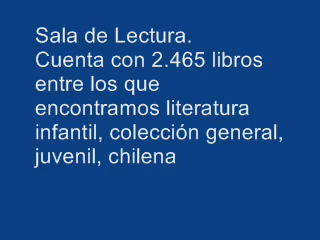 Sala de Lectura.
Cuenta con 2.465 libros
entre los que
encontramos literatura
infantil, colección general,
juvenil, chilena